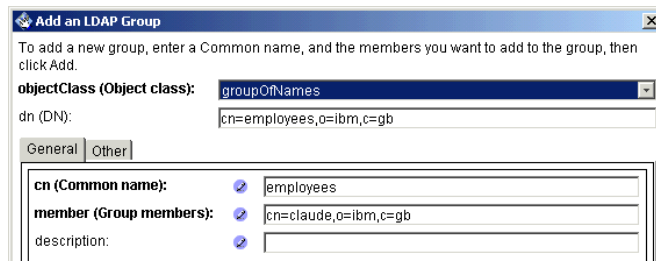 Add an LDAP Group
To add a new group, enter a Common name, and the members you want to add to the group, then
click Add.
objectClass (Object class): groupOfNames
dn (DN): cn=employees,o=ibm,c=gb
General Other
cn (Common name): employees
member (Group members): cn=claude,o=ibm,c=gb
description: